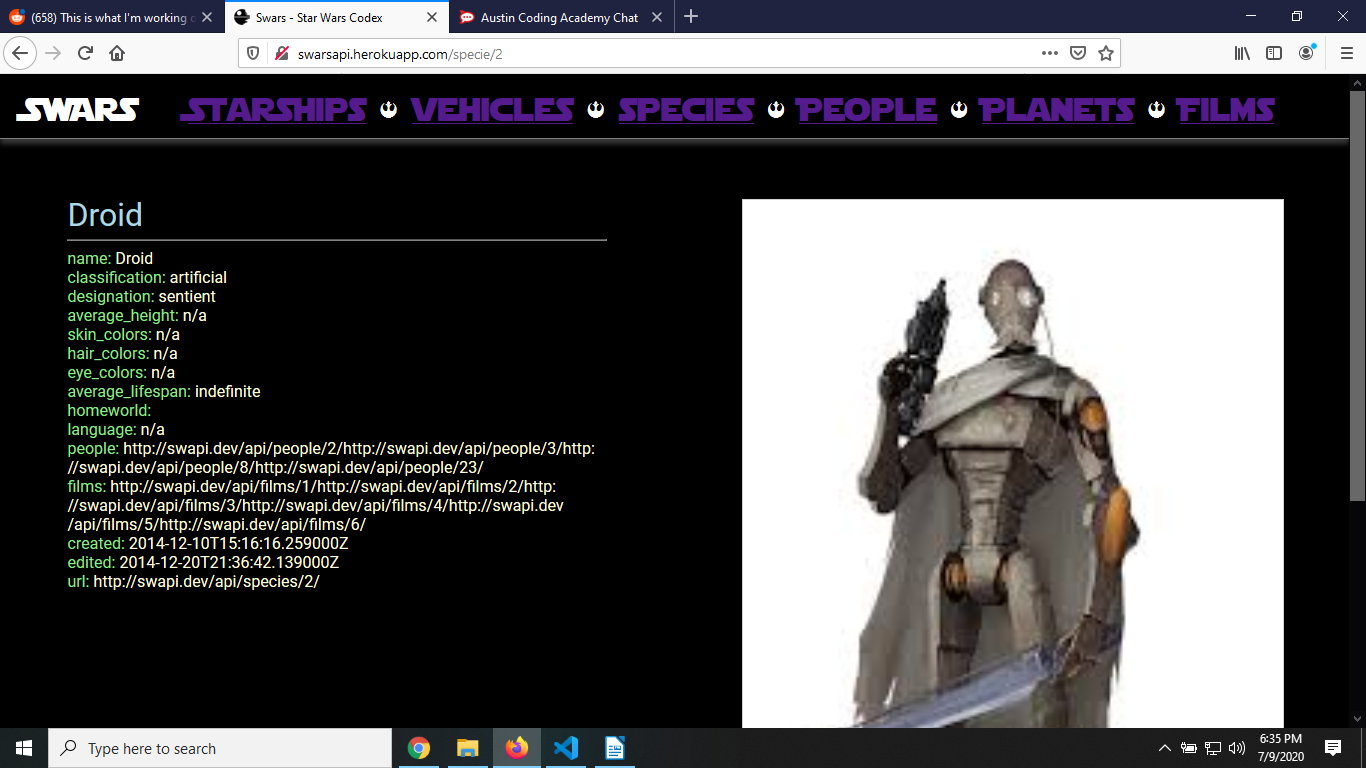 (658) This is what I'm working
Swars - Star Wars Codex
Austin Coding Academy Chat
swarsapi.herokuapp.com/specie/2
SWARS STARSHIPS VEHICLES SPECIES PEOPLE PLANETS FILMS
Droid
name: Droid
classification: artificial
designation: sentient
average_height: n/a
skin_colors: n/a
hair_colors: n/a
eye_colors: n/a
average_lifespan: indefinite
homeworld:
language: n/a
people: http://swapi.dev/api/people/2/http://swapi.dev/api/people/3/http:
//swapi.dev/api/people/8/http://swapi.dev/api/people/23/
films: http://swapi.dev/api/films/1/http://swapi.dev/api/films/2/http:
//swapi.dev/api/films/3/http://swapi.dev/api/films/4/http://swapi.dev
/api/films/5/http://swapi.dev/api/films/6/
created: 2014-12-10T15:16:16.259000Z
edited: 2014-12-20T21:36:42.139000Z
url: http://swapi.dev/api/species/2/
Type here to search
6:35 PM
7/9/2020